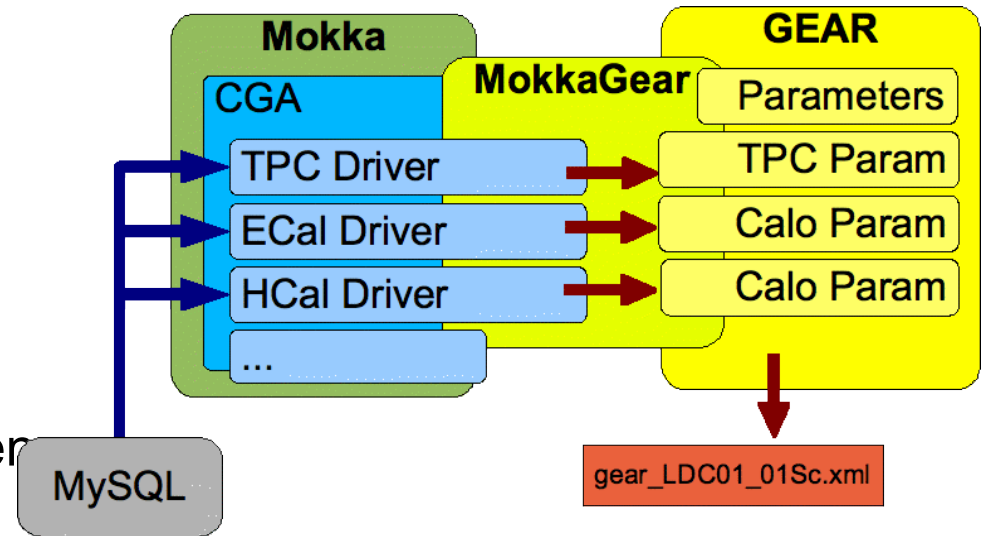 Mokka
GEAR
MokkaGear
CGA
Parameters
TPC Driver
TPC Param
ECal Driver
Calo Param
HCal Driver
Calo Param
...
er
MySQL
gear_LDC01_01Sc.xml